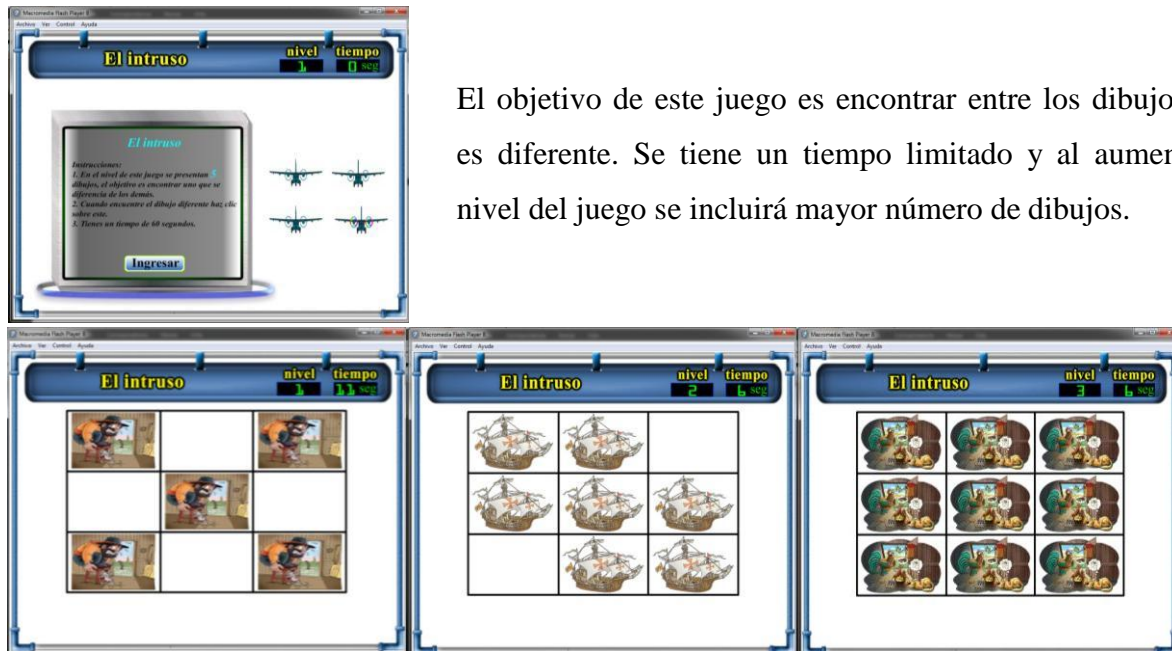 Macromedia Flash Player 8
Archivo Ver Control Ayuda
El intruso
nivel tiempo
1 0 seg
El intruso
Instrucciones:
1. En el nivel de este juego se presentan 5
dibujos, el objetivo es encontrar uno que se
diferencia de los demás.
2. Cuando encuentre el dibujo diferente haz clic
sobre este.
3. Tienes un tiempo de 60 segundos.
Ingresar
El objetivo de este juego es encontrar entre los dibujo
es diferente. Se tiene un tiempo limitado y al aumen
nivel del juego se incluirá mayor número de dibujos.
Macromedia Flash Player 8
Archivo Ver Control Ayuda
El intruso
nivel tiempo
1 11 seg
Macromedia Flash Player 8
Archivo Ver Control Ayuda
El intruso
nivel tiempo
2 6 seg
Macromedia Flash Player 8
Archivo Ver Control Ayuda
El intruso
nivel tiempo
3 6 seg